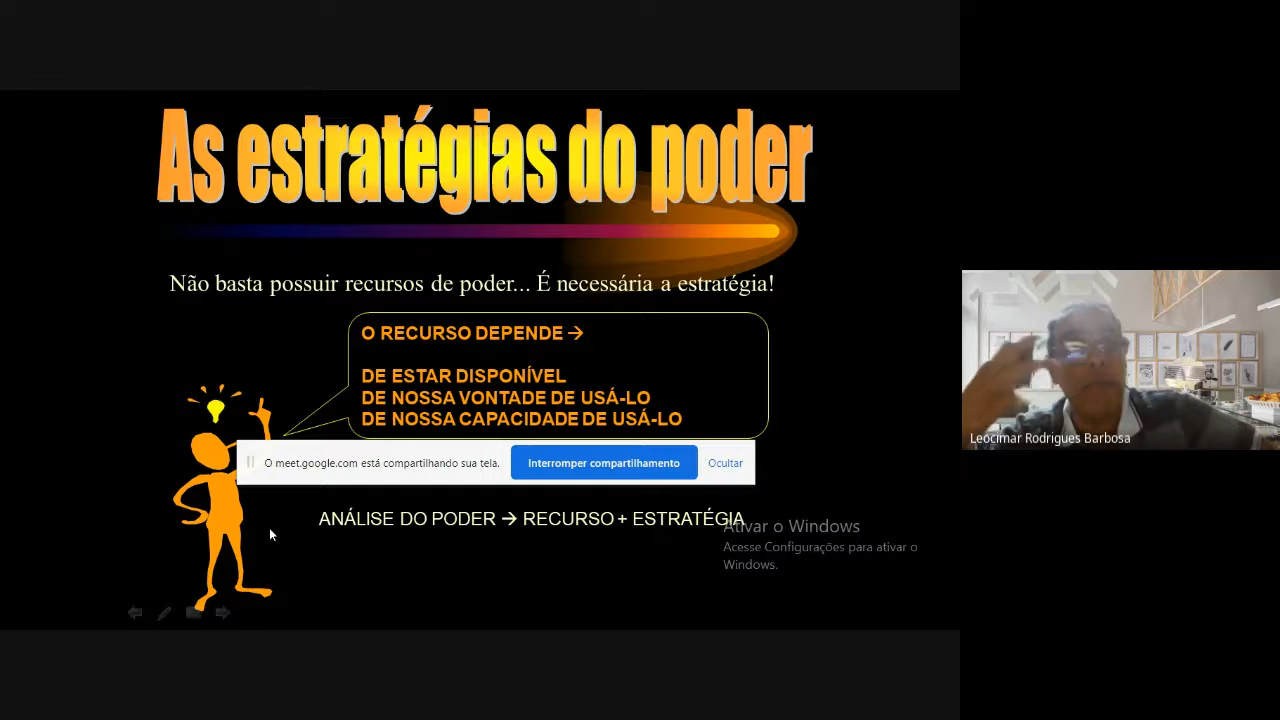 As estratégias do poder
Não basta possuir recursos de poder... É necessária a estratégia!
O RECURSO DEPENDE →
DE ESTAR DISPONÍVEL
DE NOSSA VONTADE DE USÁ-LO
DE NOSSA CAPACIDADE DE USÁ-LO
O meet.google.com está compartilhando sua tela.
Interromper compartilhamento
Ocultar
ANÁLISE DO PODER → RECURSO + ESTRATÉGIA
Ativar o Windows
Acesse Configurações para ativar o
Windows.
Leocimar Rodrigues Barbosa